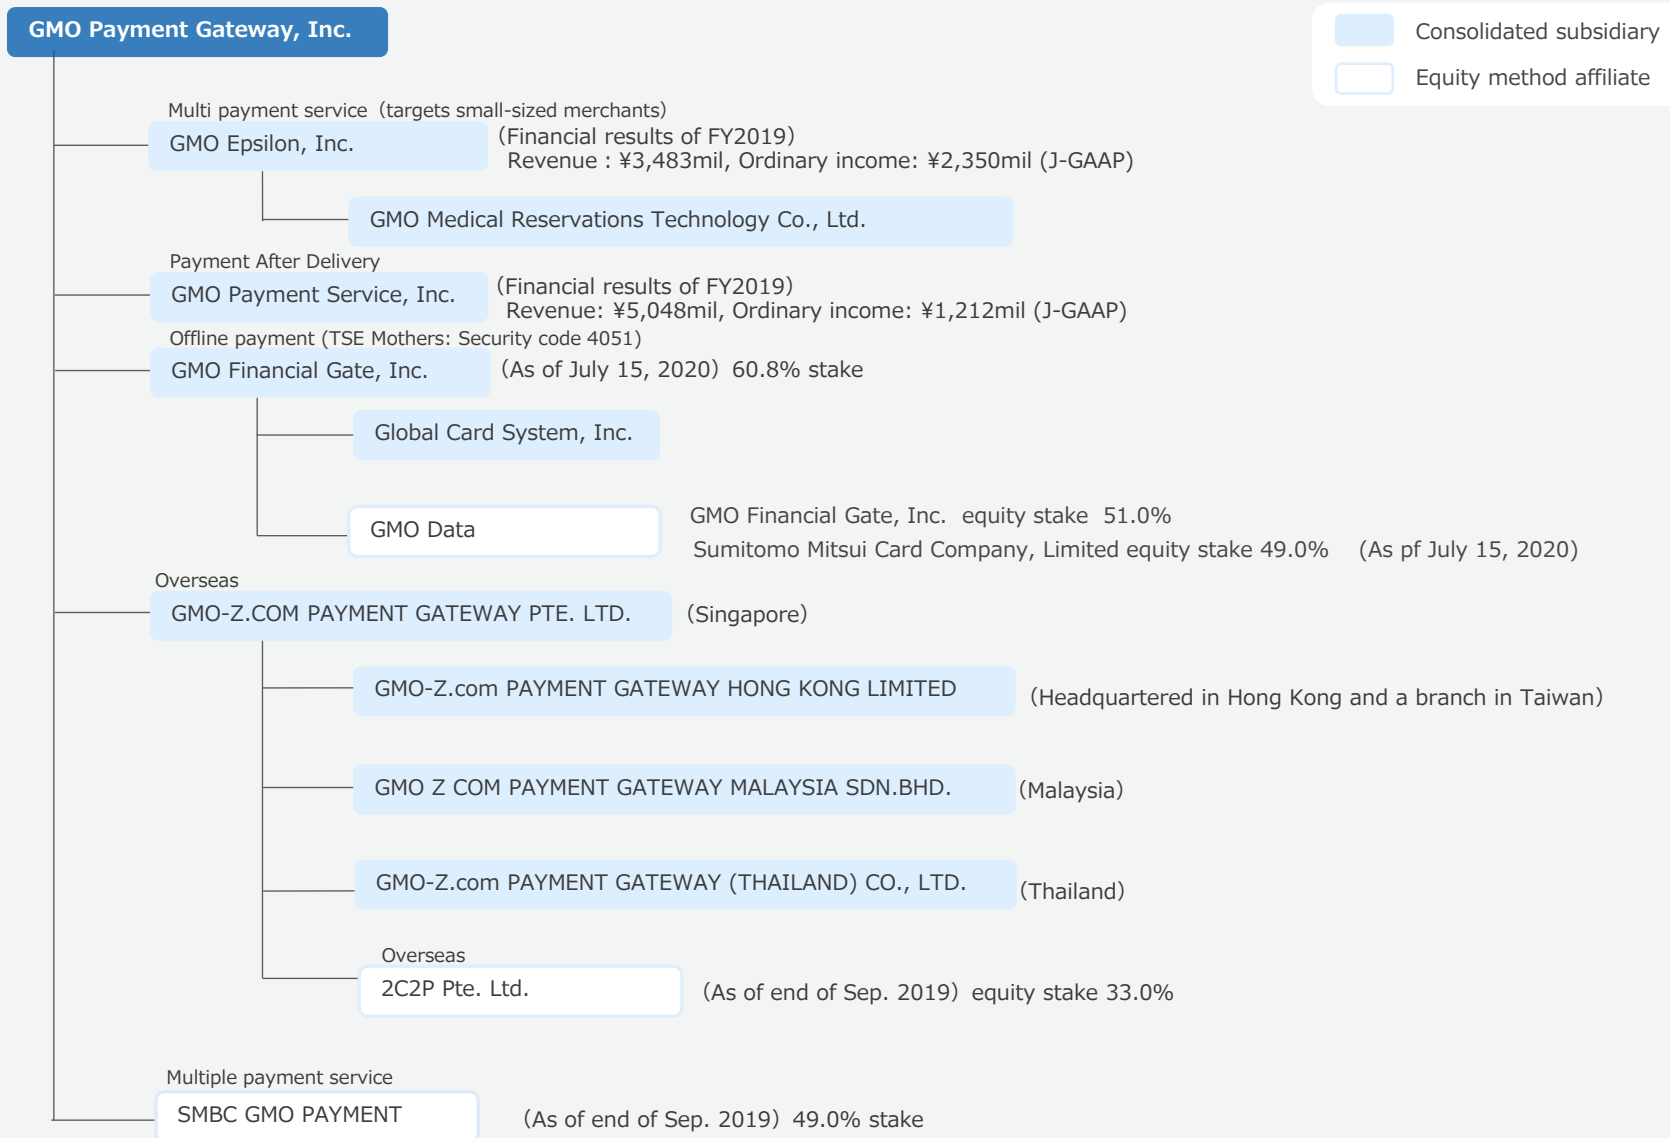 GMO Payment Gateway, Inc.
Consolidated subsidiary
Equity method affiliate
Multi payment service（targets small-sized merchants）
GMO Epsilon, Inc.
（Financial results of FY2019）
Revenue : ¥3,483mil, Ordinary income: ¥2,350mil (J-GAAP)
GMO Medical Reservations Technology Co., Ltd.
Payment After Delivery
GMO Payment Service, Inc.
（Financial results of FY2019）
Revenue: ¥5,048mil, Ordinary income: ¥1,212mil (J-GAAP)
Offline payment (TSE Mothers: Security code 4051)
GMO Financial Gate, Inc.
（As of July 15, 2020）60.8% stake
Global Card System, Inc.
GMO Data
GMO Financial Gate, Inc. equity stake 51.0%
Sumitomo Mitsui Card Company, Limited equity stake 49.0% (As pf July 15, 2020)
Overseas
GMO-Z.COM PAYMENT GATEWAY PTE. LTD.
（Singapore）
GMO-Z.com PAYMENT GATEWAY HONG KONG LIMITED
（Headquartered in Hong Kong and a branch in Taiwan）
GMO Z COM PAYMENT GATEWAY MALAYSIA SDN.BHD.
（Malaysia）
GMO-Z.com PAYMENT GATEWAY (THAILAND) CO., LTD.
（Thailand）
Overseas
2C2P Pte. Ltd.
（As of end of Sep. 2019）equity stake 33.0%
Multiple payment service
SMBC GMO PAYMENT
（As of end of Sep. 2019）49.0% stake